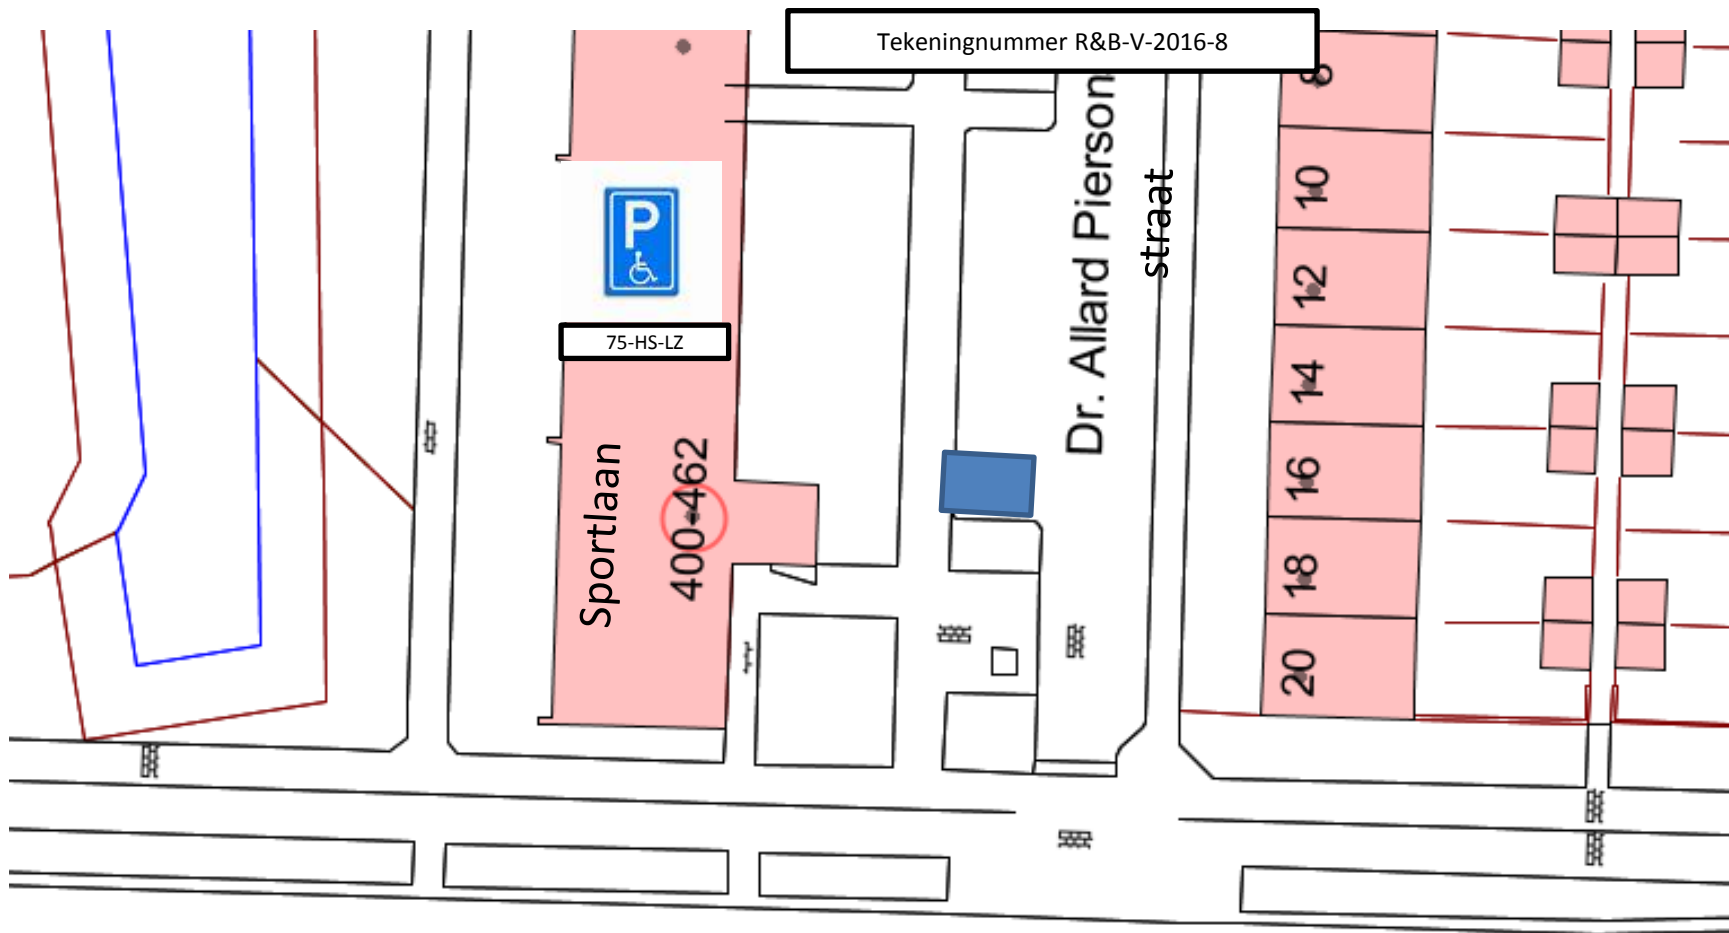 Tekeningnummer R&B-V-2016-8
P
75-HS-LZ
Sportlaan
400-462
Dr. Allard Pierson
straat
8
10
12
14
16
18
20